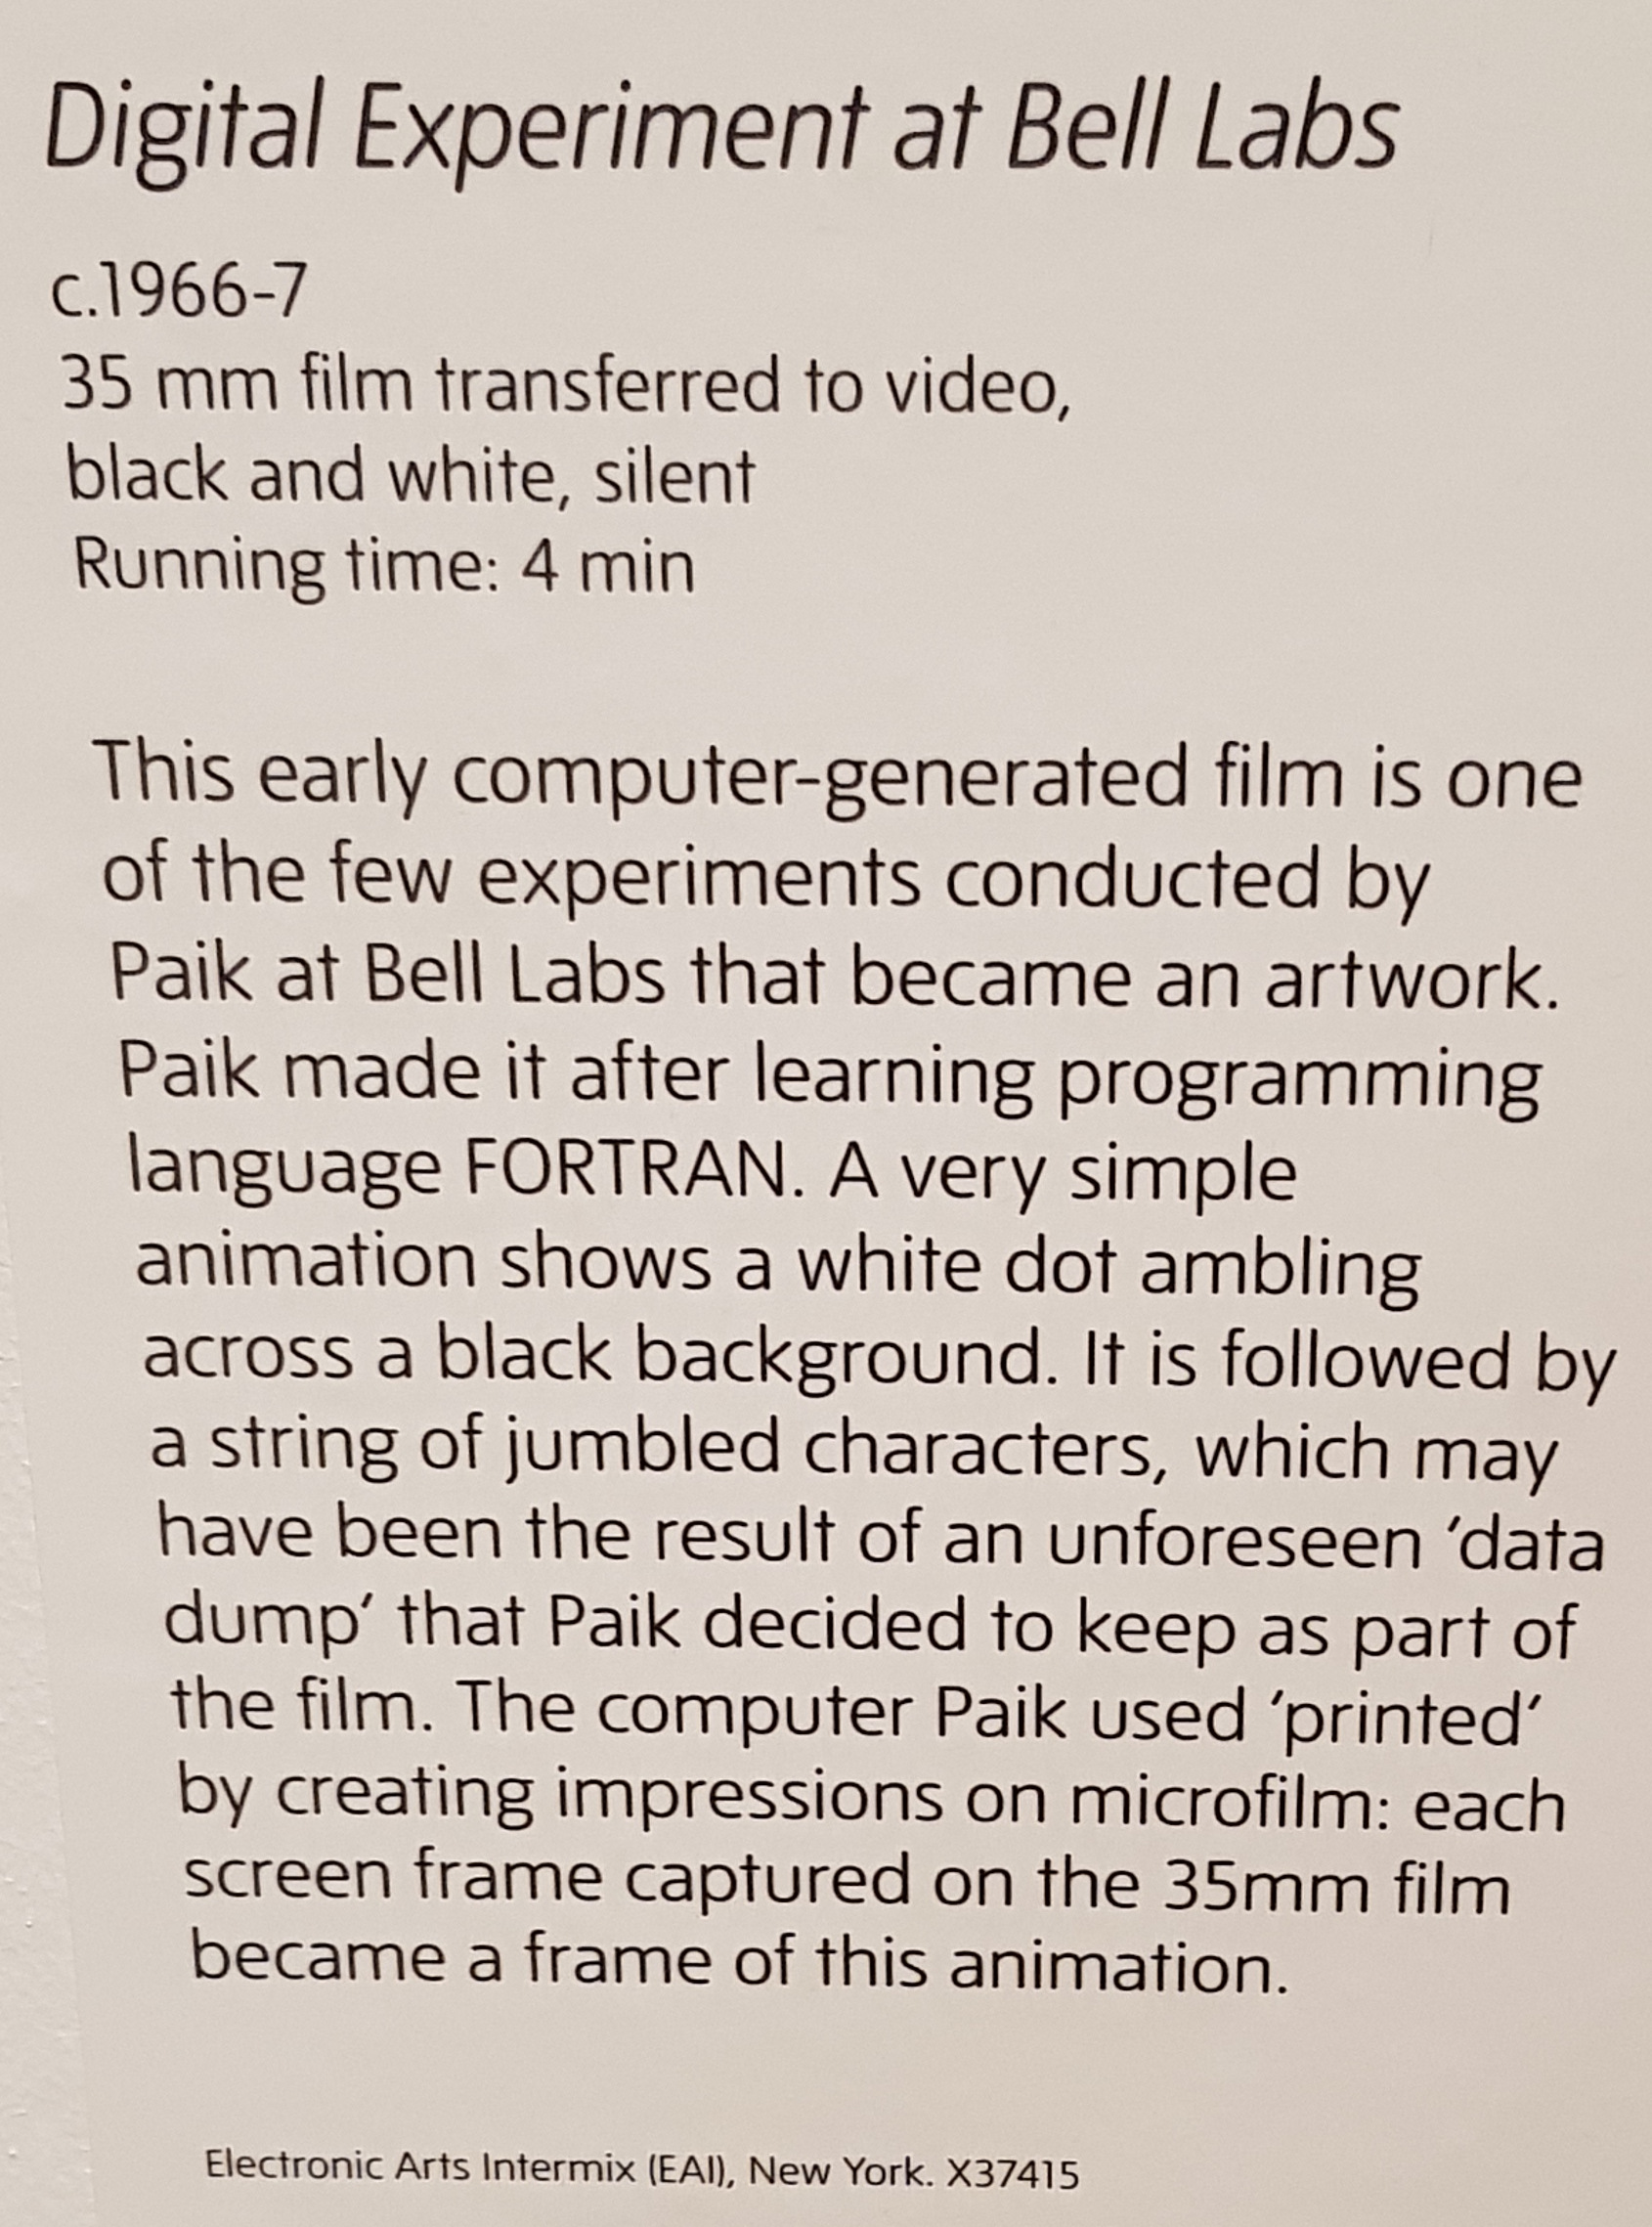 Digital Experiment at Bell Labs
c.1966-7
35 mm film transferred to video,
black and white, silent
Running time: 4 min
This early computer-generated film is one
of the few experiments conducted by
Paik at Bell Labs that became an artwork.
Paik made it after learning programming
language FORTRAN. A very simple
animation shows a white dot ambling
across a black background. It is followed by
a string of jumbled characters, which may
have been the result of an unforeseen ‘data
dump’ that Paik decided to keep as part of
the film. The computer Paik used ‘printed’
by creating impressions on microfilm: each
screen frame captured on the 35mm film
became a frame of this animation.
Electronic Arts Intermix (EAI), New York. X37415